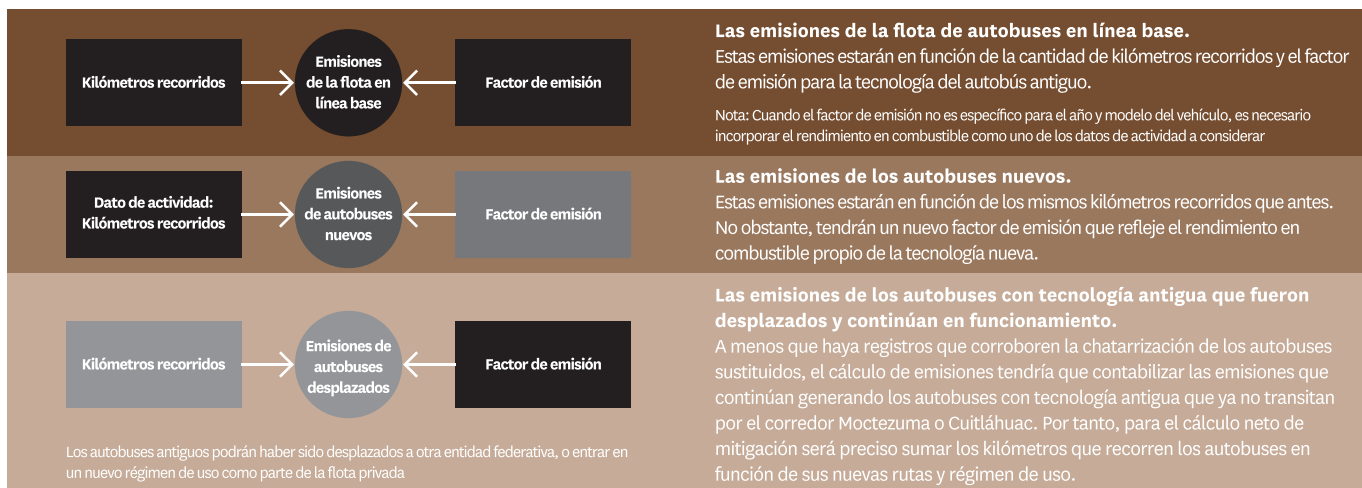 Kilómetros recorridos
Emisiones
de la flota en
línea base
Factor de emisión
Las emisiones de la flota de autobuses en línea base.
Estas emisiones estarán en función de la cantidad de kilómetros recorridos y el factor
de emisión para la tecnología del autobús antiguo.
Nota: Cuando el factor de emisión no es específico para el año y modelo del vehículo, es necesario
incorporar el rendimiento en combustible como uno de los datos de actividad a considerar
Dato de actividad:
Kilómetros recorridos
Emisiones
de autobuses
nuevos
Factor de emisión
Las emisiones de los autobuses nuevos.
Estas emisiones estarán en función de los mismos kilómetros recorridos que antes.
No obstante, tendrán un nuevo factor de emisión que refleje el rendimiento en
combustible propio de la tecnología nueva.
Kilómetros recorridos
Emisiones de
autobuses
desplazados
Factor de emisión
Los autobuses antiguos podrán haber sido desplazados a otra entidad federativa, o entrar en
un nuevo régimen de uso como parte de la flota privada
Las emisiones de los autobuses con tecnología antigua que fueron
desplazados y continúan en funcionamiento.
A menos que haya registros que corroboren la chatarrización de los autobuses
sustituidos, el cálculo de emisiones tendría que contabilizar las emisiones que
continúan generando los autobuses con tecnología antigua que ya no transitan
por el corredor Moctezuma o Cuitláhuac. Por tanto, para el cálculo neto de
mitigación será preciso sumar los kilómetros que recorren los autobuses en
función de sus nuevas rutas y régimen de uso.